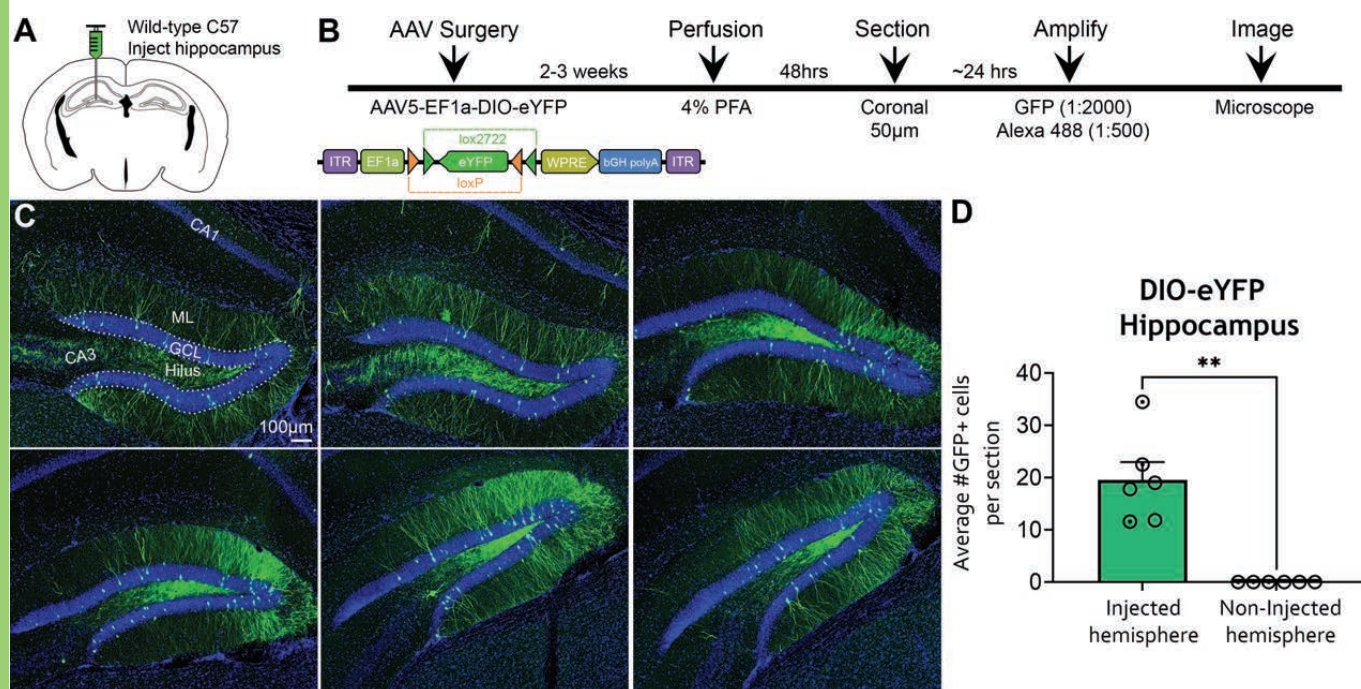 A
Wild-type C57
Inject hippocampus
B
AAV Surgery
Perfusion
Section
Amplify
Image
2-3 weeks
48hrs
~24 hrs
AAV5-EF1a-DIO-eYFP
4% PFA
Coronal
50µm
GFP (1:2000)
Alexa 488 (1:500)
Microscope
lox2722
ITR
EF1a
eYFP
WPRE
bGH polyA
ITR
loxP
C
CA1
ML
GCL
CA3
Hilus
100µm
D
DIO-eYFP
Hippocampus
**
Average #GFP+ cells
per section
40
30
20
10
0
Injected
hemisphere
Non-Injected
hemisphere